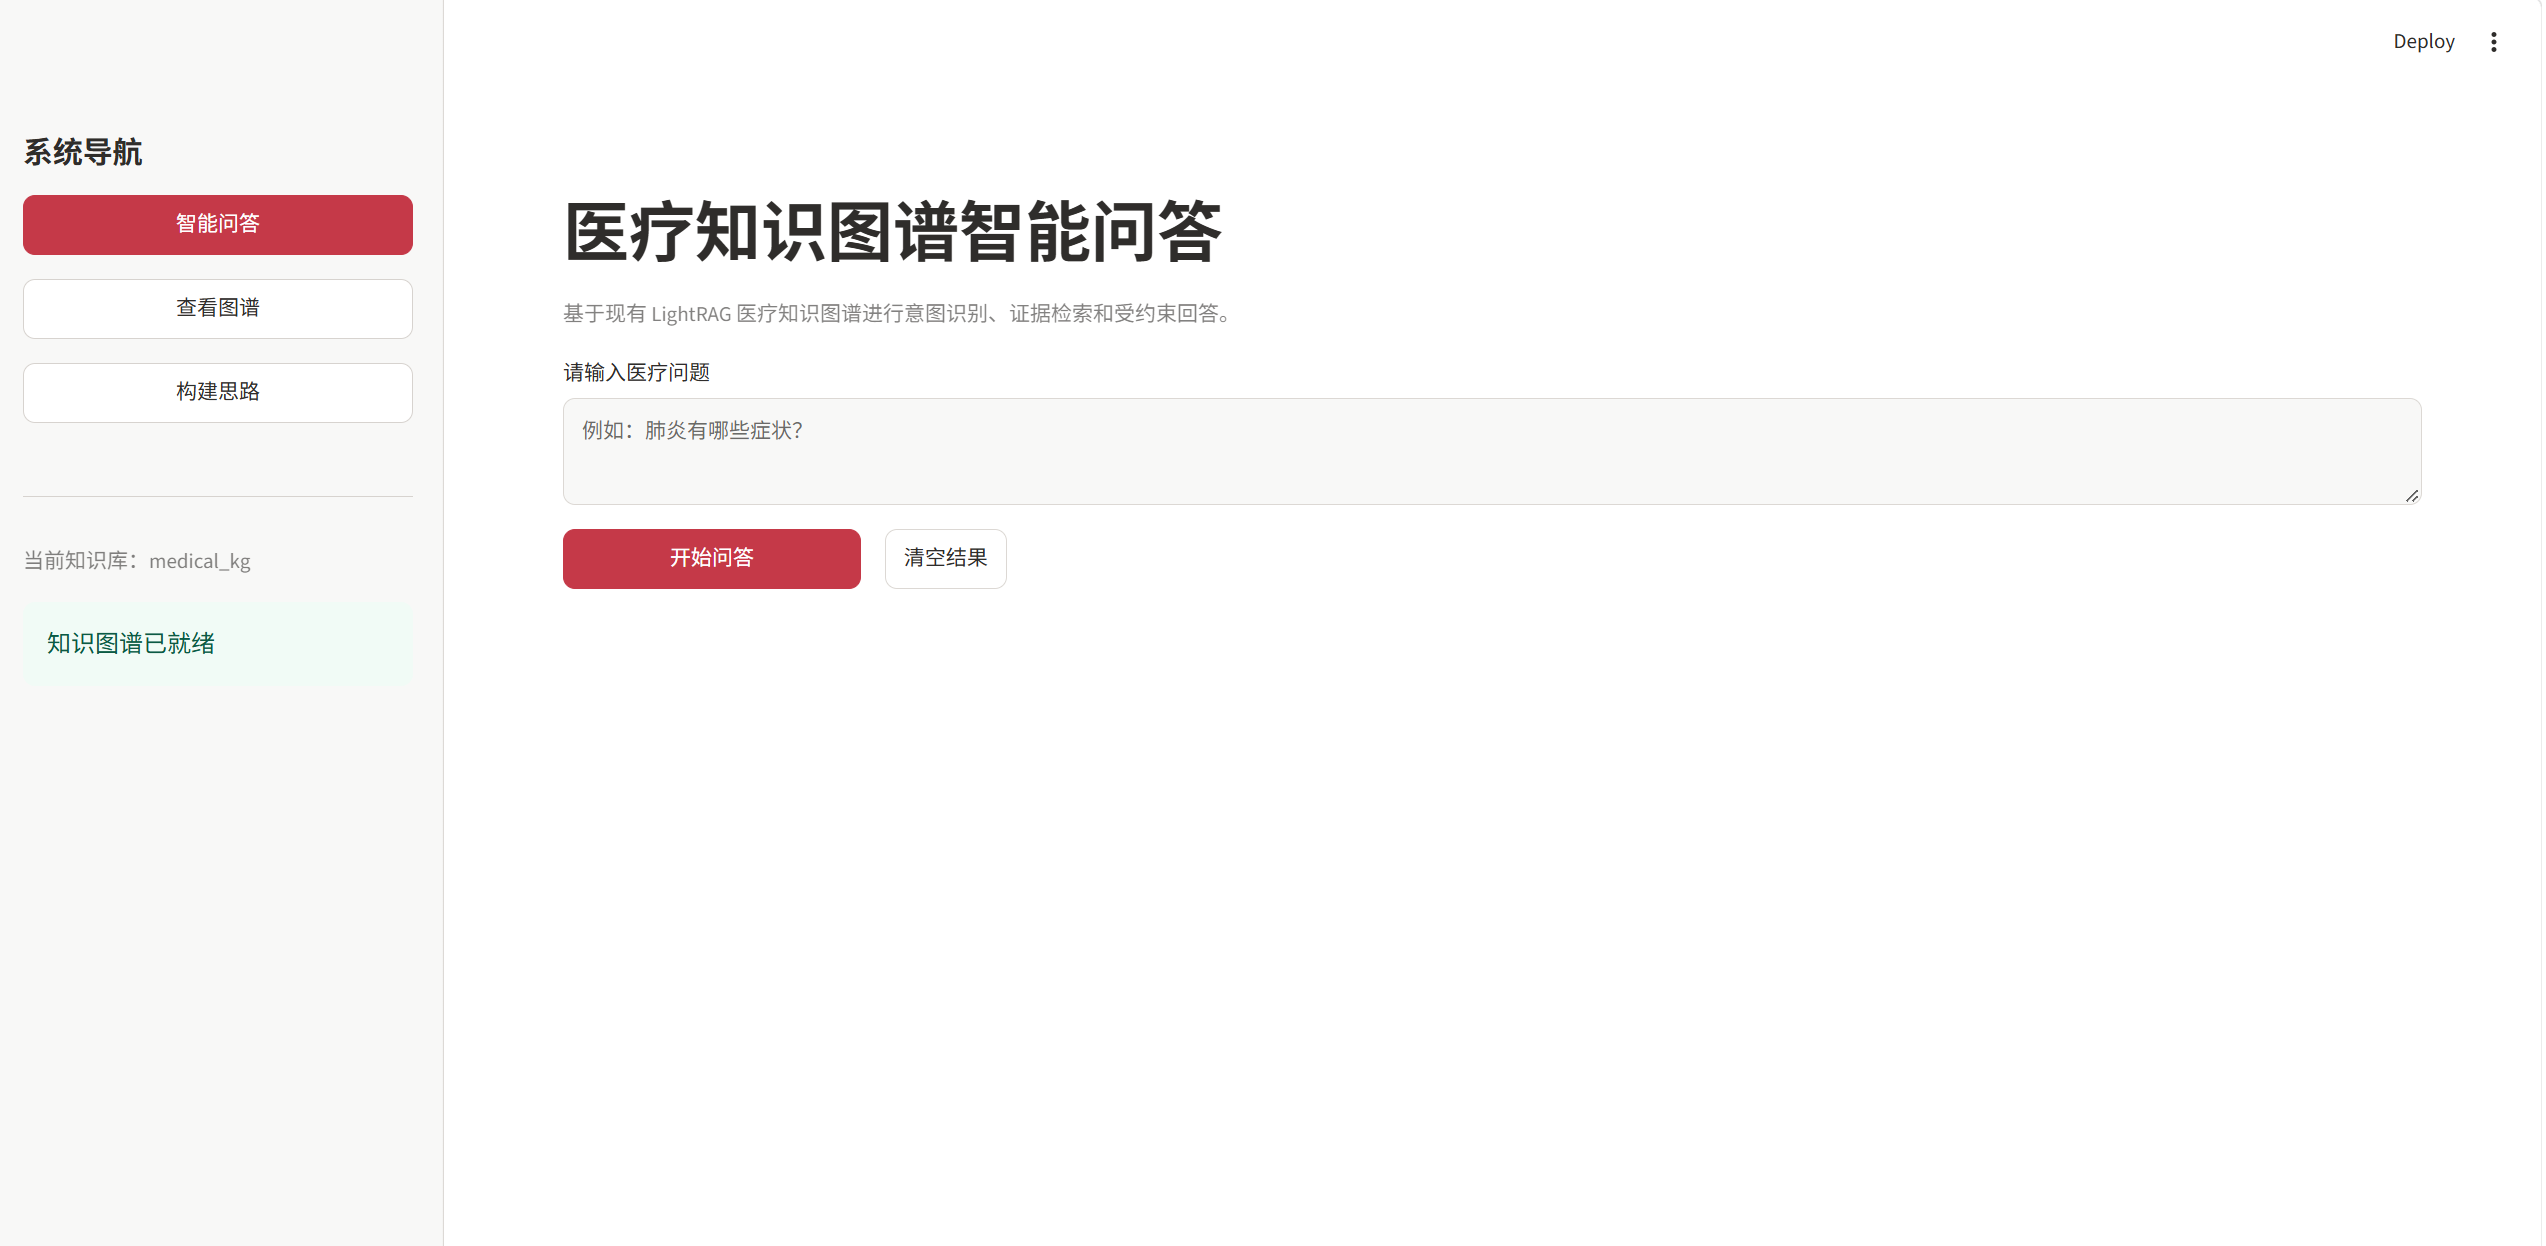 Deploy
系统导航
智能问答
查看图谱
构建思路
当前知识库：medical_kg
知识图谱已就绪
医疗知识图谱智能问答
基于现有 LightRAG 医疗知识图谱进行意图识别、证据检索和受约束回答。
请输入医疗问题
例如：肺炎有哪些症状？
开始问答
清空结果